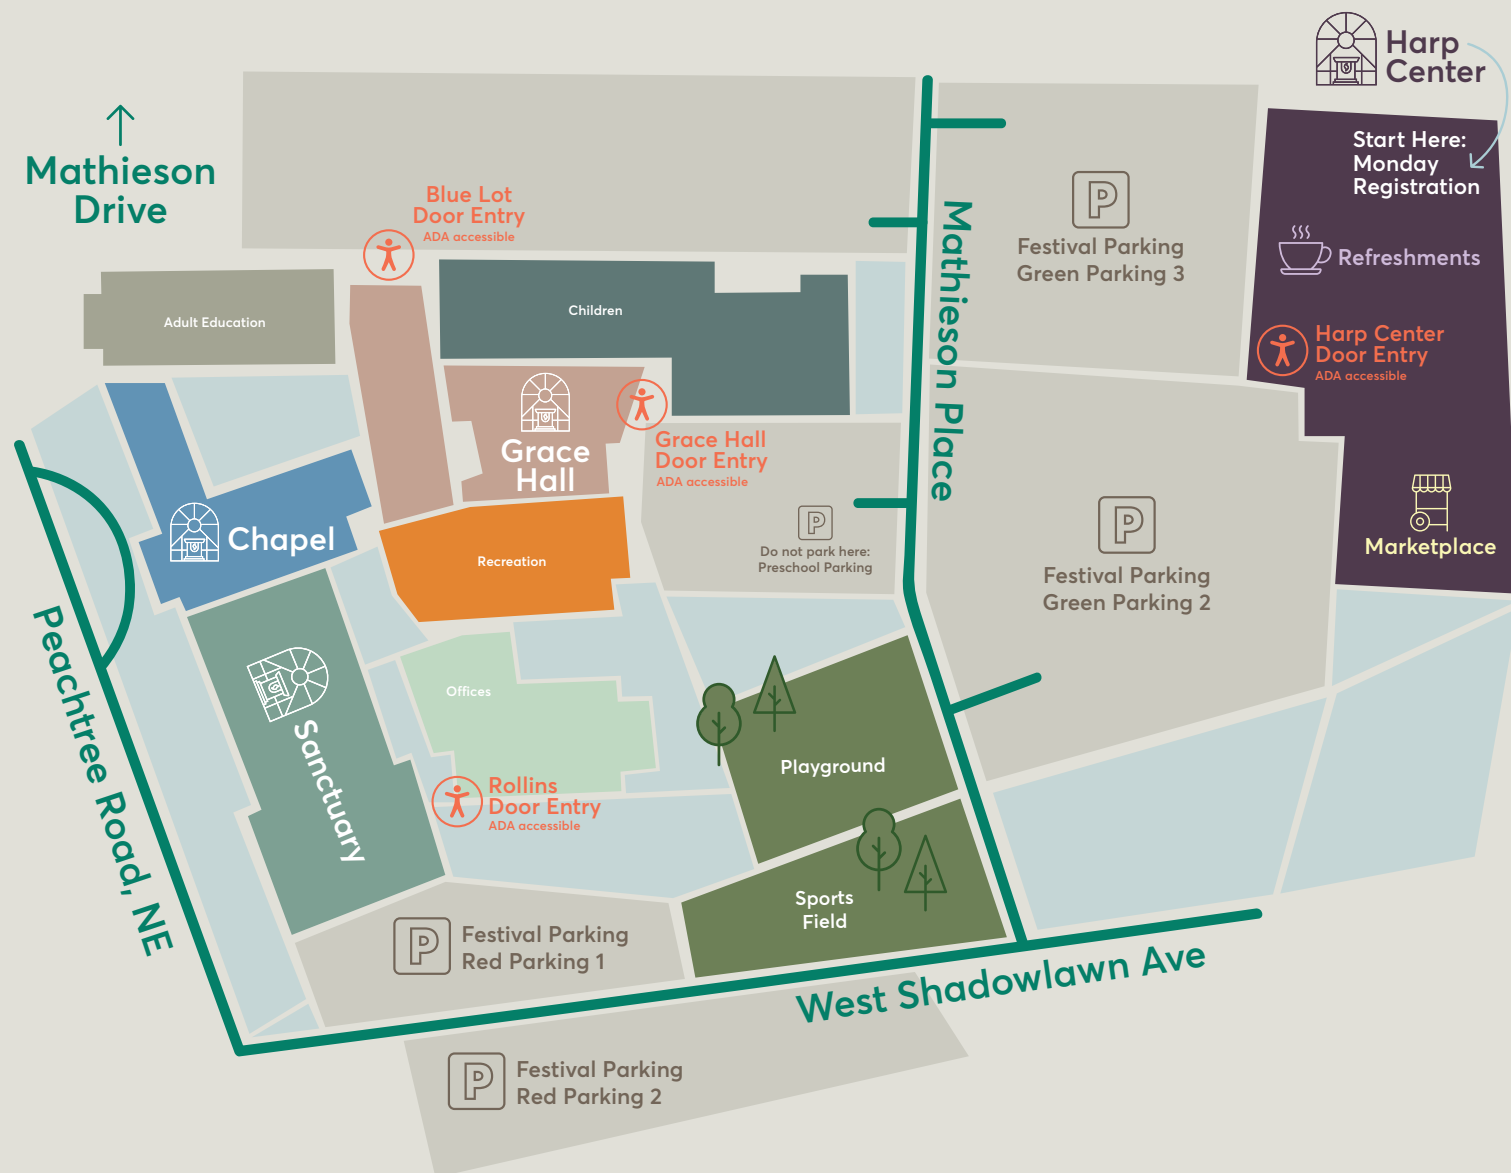 Harp
Center
Start Here:
Monday
Registration
Mathieson
Drive
Blue Lot
Door Entry
ADA accessible
P
Festival Parking
Green Parking 3
Mathieson Place
Refreshments
Adult Education
Children
Harp Center
Door Entry
ADA accessible
Grace
Hall
Grace Hall
Door Entry
ADA accessible
Chapel
Recreation
P
Do not park here:
Preschool Parking
P
Festival Parking
Green Parking 2
Marketplace
Peachtree Road, NE
Sanctuary
Offices
Rollins
Door Entry
ADA accessible
Playground
Sports
Field
P
Festival Parking
Red Parking 1
West Shadowlawn Ave
P
Festival Parking
Red Parking 2